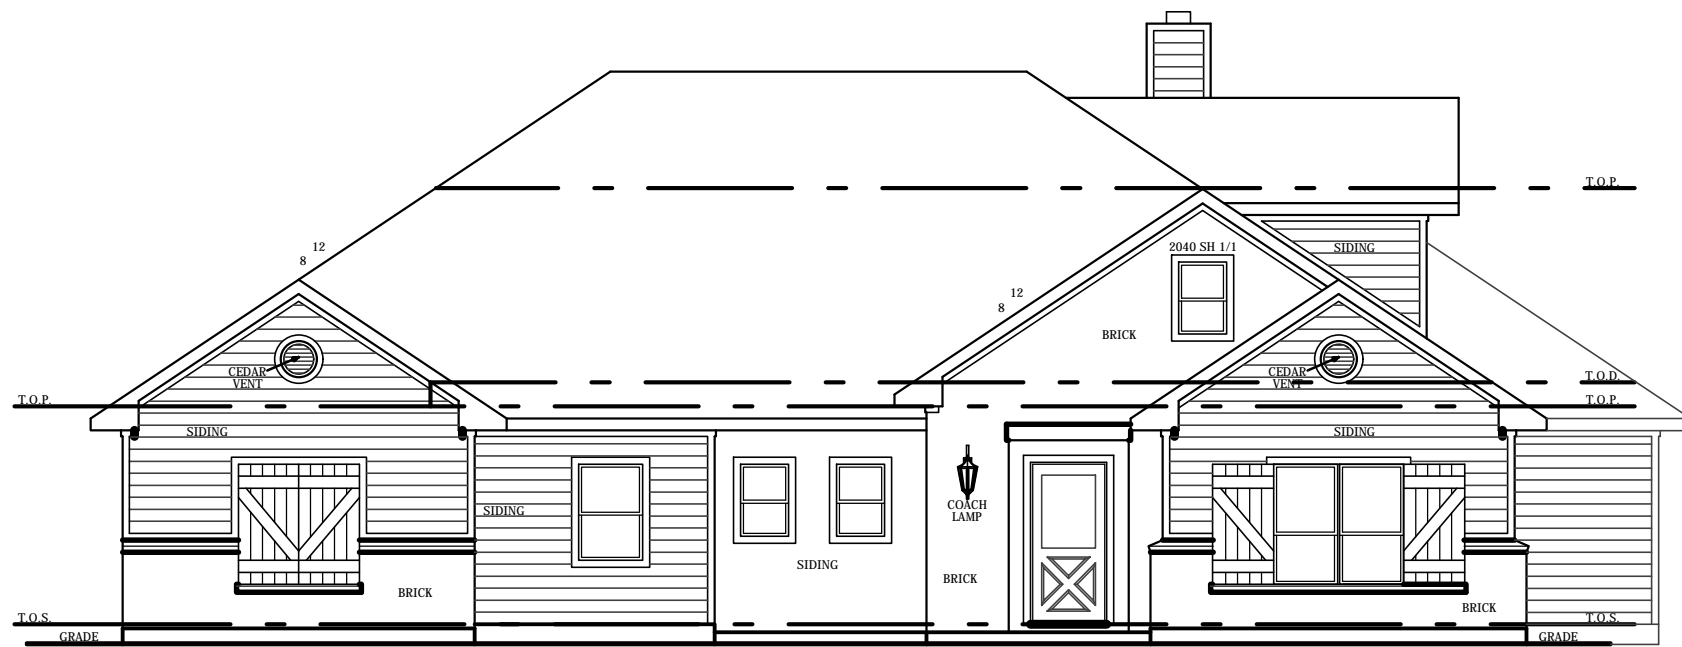 T.O.P.
12
8
2040 SH 1/1
SIDING
12
8
BRICK
CEDAR
VENT
CEDAR
VENT
T.O.D.
T.O.P.
T.O.P.
SIDING
SIDING
SIDING
COACH
LAMP
SIDING
BRICK
BRICK
BRICK
T.O.S.
T.O.S.
GRADE
GRADE